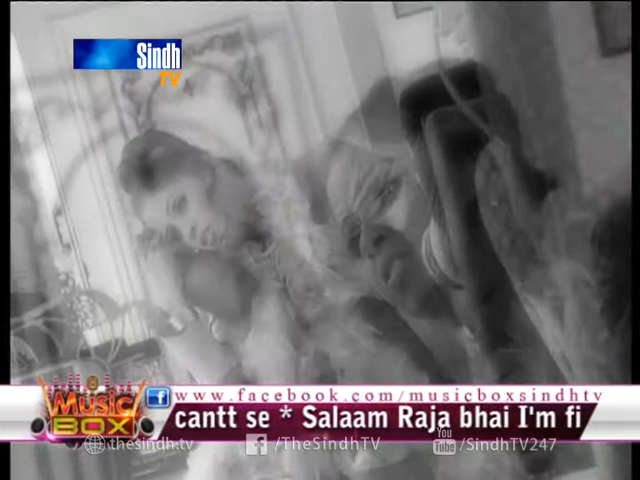 Sindh
TV
www.facebook.com/musicboxsindhtv
Music
BOX
f
cantt se * Salaam Raja bhai I'm fi
thesindh.tv
f /TheSindhTV
You
Tube /SindhTV247